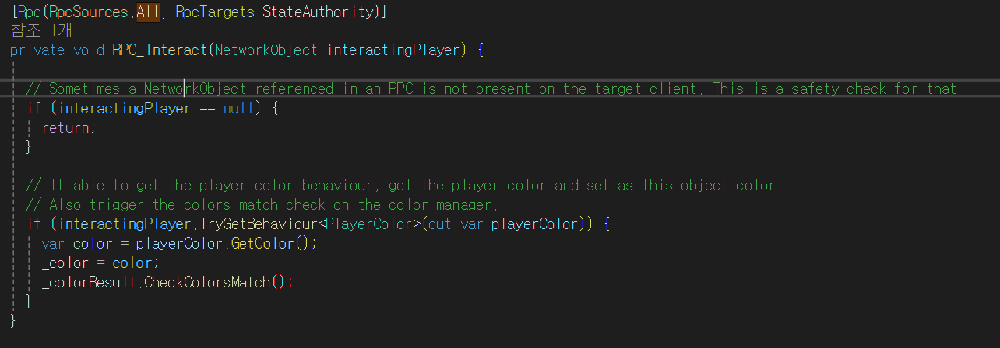 [Rpc(RpcSources.All, RpcTargets.StateAuthority)]
참조 1개
private void RPC_Interact(NetworkObject interactingPlayer) {
// Sometimes a NetworkObject referenced in an RPC is not present on the target client. This is a safety check for that
if (interactingPlayer == null) {
return;
}
// If able to get the player color behaviour, get the player color and set as this object color.
// Also trigger the colors match check on the color manager.
if (interactingPlayer.TryGetBehaviour<PlayerColor>(out var playerColor)) {
var color = playerColor.GetColor();
_color = color;
_colorResult.CheckColorsMatch();
}
}